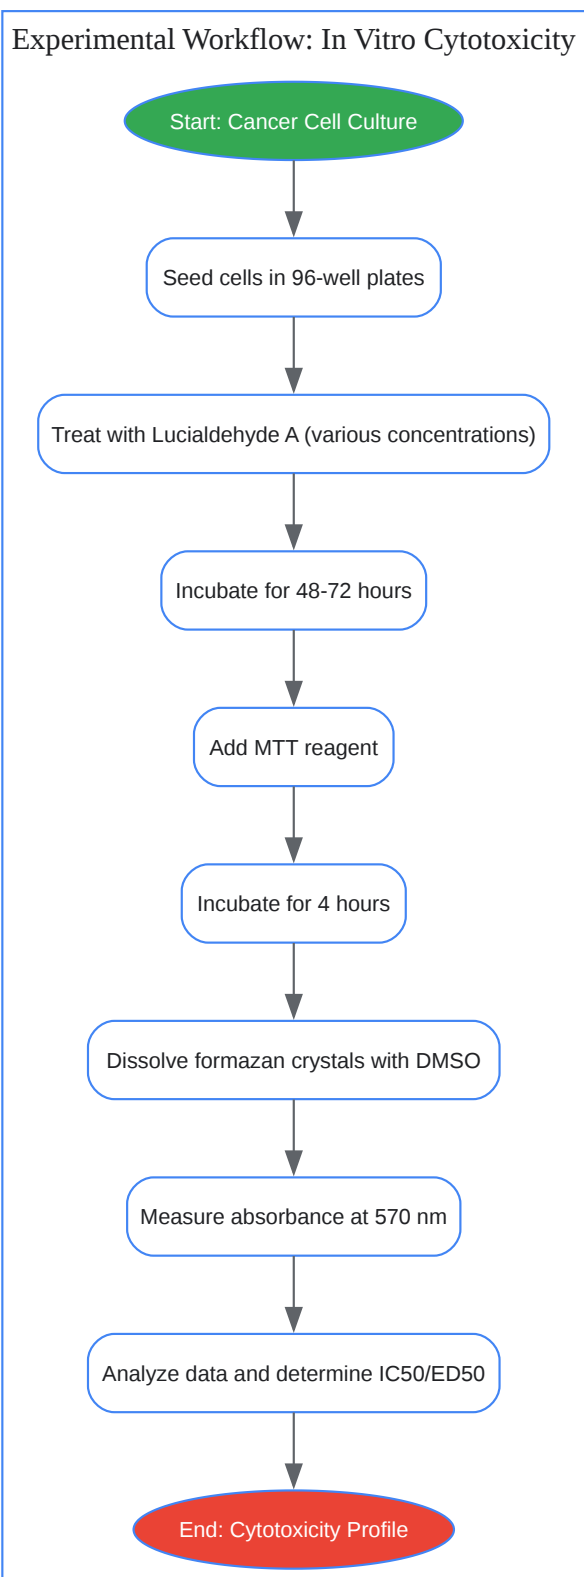 Experimental Workflow: In Vitro Cytotoxicity
Start: Cancer Cell Culture
Seed cells in 96-well plates
Treat with Lucialdehyde A (various concentrations)
Incubate for 48-72 hours
Add MTT reagent
Incubate for 4 hours
Dissolve formazan crystals with DMSO
Measure absorbance at 570 nm
Analyze data and determine IC50/ED50
End: Cytotoxicity Profile